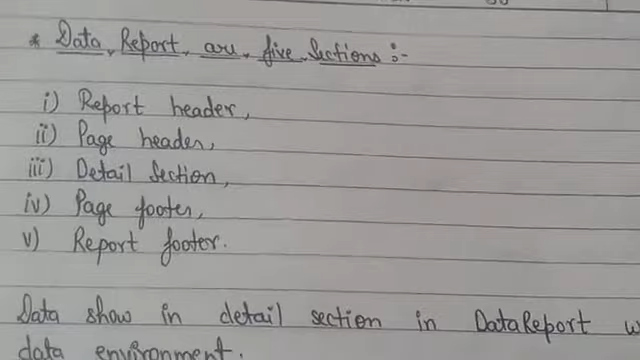 * Data Report are five Sections :-
i) Report header,
ii) Page header,
iii) Detail Section,
iv) Page footer,
v) Report footer.
Data show in detail section in DataReport
data environment.